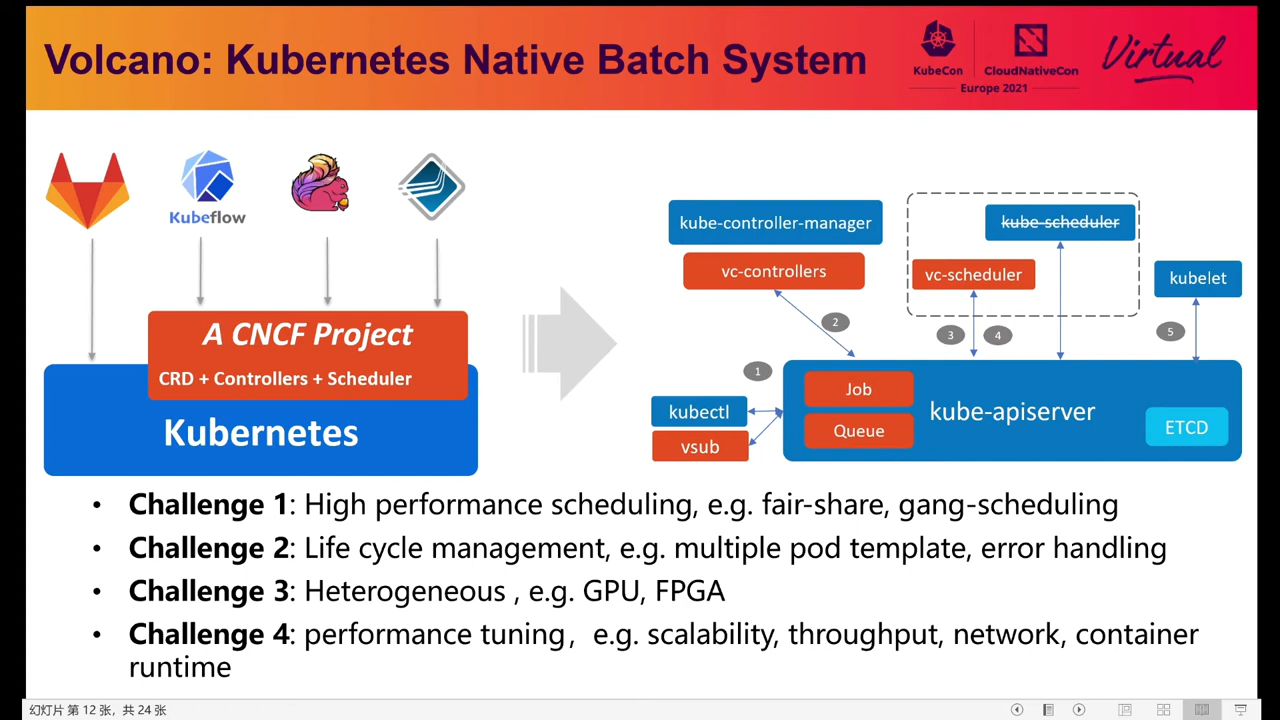 Volcano: Kubernetes Native Batch System
KubeCon
CloudNativeCon
Europe 2021
Virtual
Kubeflow
A CNCF Project
CRD + Controllers + Scheduler
Kubernetes
kube-controller-manager
vc-controllers
kube-scheduler
vc-scheduler
kubelet
2
3
4
5
1
kubectl
vsub
Job
Queue
kube-apiserver
ETCD
• Challenge 1: High performance scheduling, e.g. fair-share, gang-scheduling
• Challenge 2: Life cycle management, e.g. multiple pod template, error handling
• Challenge 3: Heterogeneous , e.g. GPU, FPGA
• Challenge 4: performance tuning， e.g. scalability, throughput, network, container
runtime
幻灯片 第 12 张，共 24 张